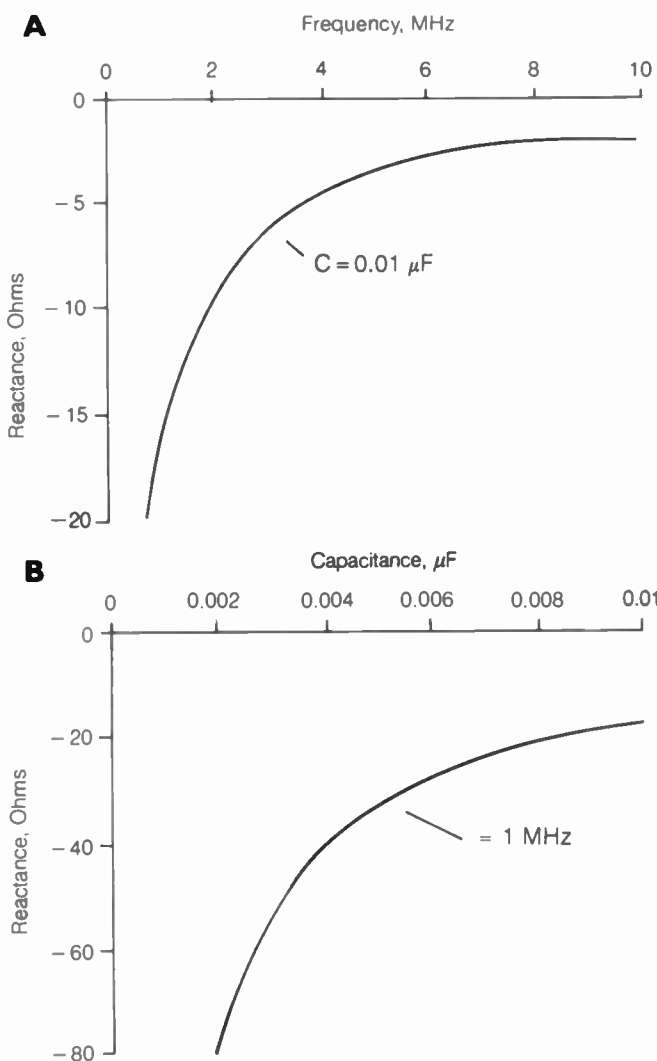 A
Frequency, MHz
0 2 4 6 8 10
0
−5
−10
−15
−20
Reactance, Ohms
C = 0.01 μF
B
Capacitance, μF
0 0.002 0.004 0.006 0.008 0.01
0
−20
−40
−60
−80
Reactance, Ohms
= 1 MHz